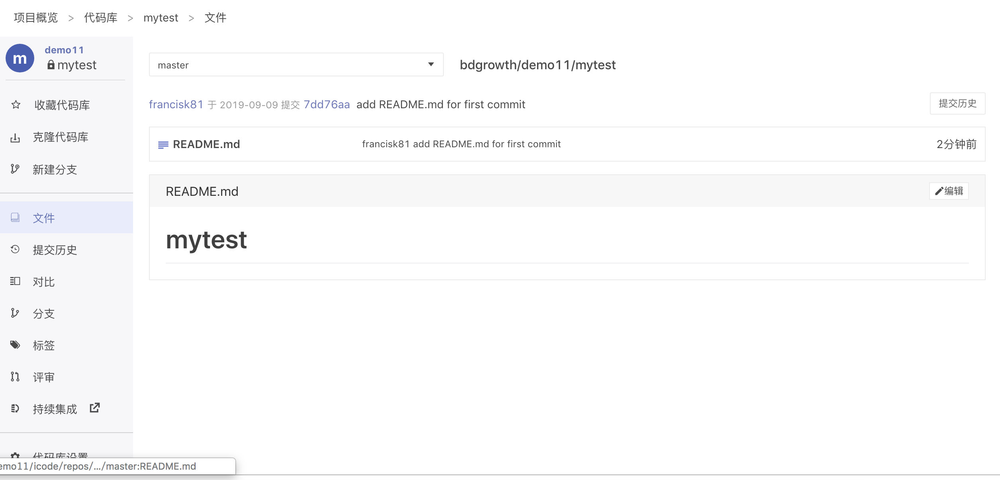 项目概览 > 代码库 > mytest > 文件
m
demo11
mytest
收藏代码库
克隆代码库
新建分支
文件
提交历史
对比
分支
标签
评审
持续集成
代码库设置
master
bdgrowth/demo11/mytest
francisk81 于 2019-09-09 提交 7dd76aa add README.md for first commit
提交历史
README.md francisk81 add README.md for first commit 2分钟前
README.md
编辑
mytest
emo11/icode/repos/.../master:README.md